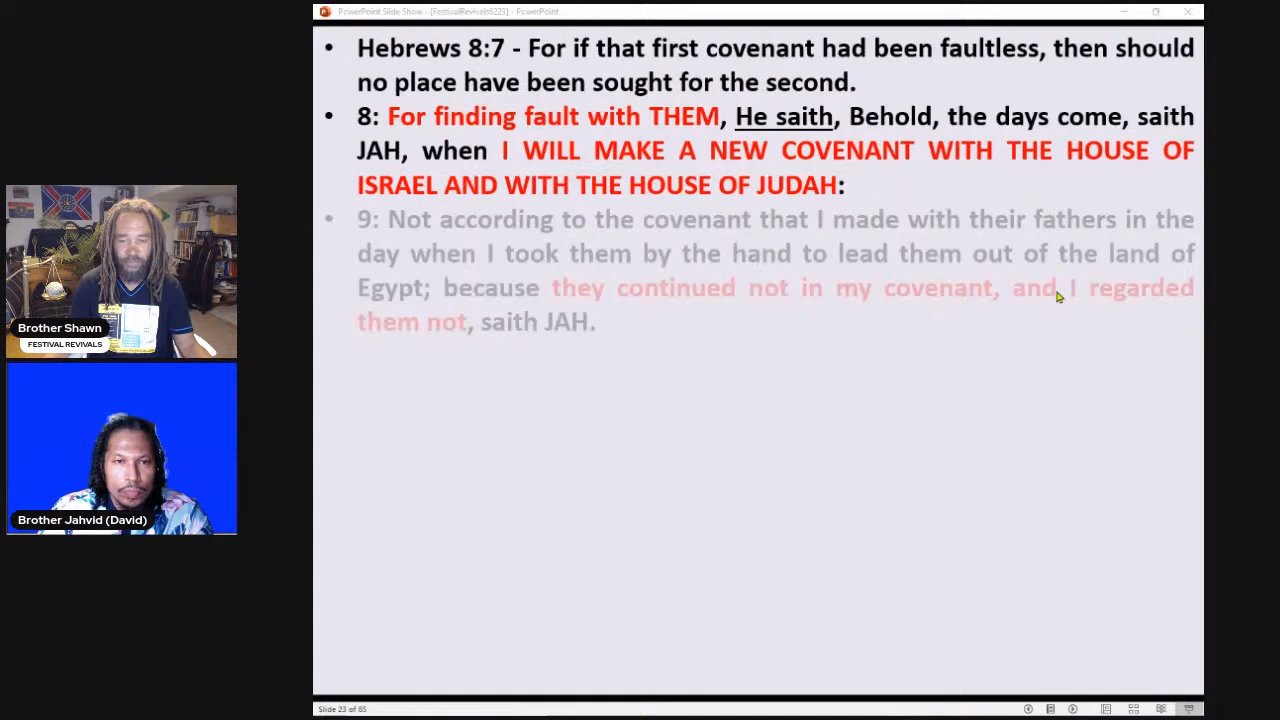 PowerPoint Slide Show - [FestivalRevivals6223] - PowerPoint
• Hebrews 8:7 - For if that first covenant had been faultless, then should
no place have been sought for the second.
• 8: For finding fault with THEM, He saith, Behold, the days come, saith
JAH, when I WILL MAKE A NEW COVENANT WITH THE HOUSE OF
ISRAEL AND WITH THE HOUSE OF JUDAH:
• 9: Not according to the covenant that I made with their fathers in the
day when I took them by the hand to lead them out of the land of
Egypt; because they continued not in my covenant, and I regarded
them not, saith JAH.
Brother Shawn
FESTIVAL REVIVALS
Brother Jahvid (David)
Slide 23 of 85